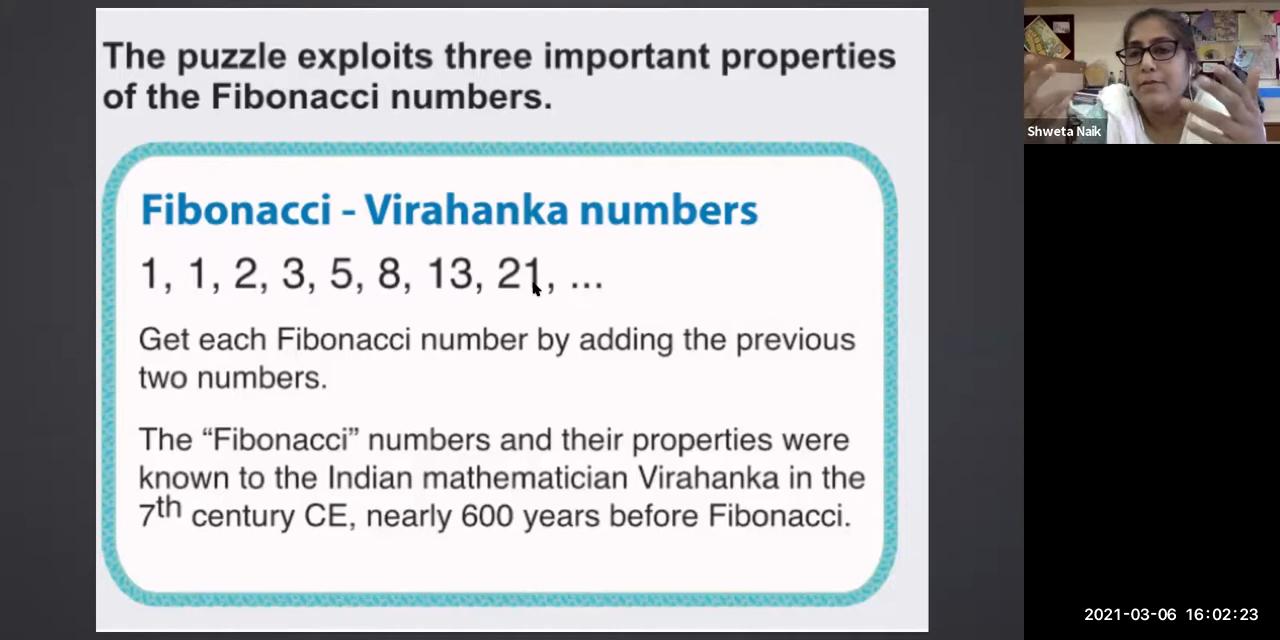 The puzzle exploits three important properties
of the Fibonacci numbers.
Fibonacci - Virahanka numbers
1, 1, 2, 3, 5, 8, 13, 21, ...
Get each Fibonacci number by adding the previous
two numbers.
The “Fibonacci” numbers and their properties were
known to the Indian mathematician Virahanka in the
7th century CE, nearly 600 years before Fibonacci.
Shweta Naik
2021-03-06 16:02:23